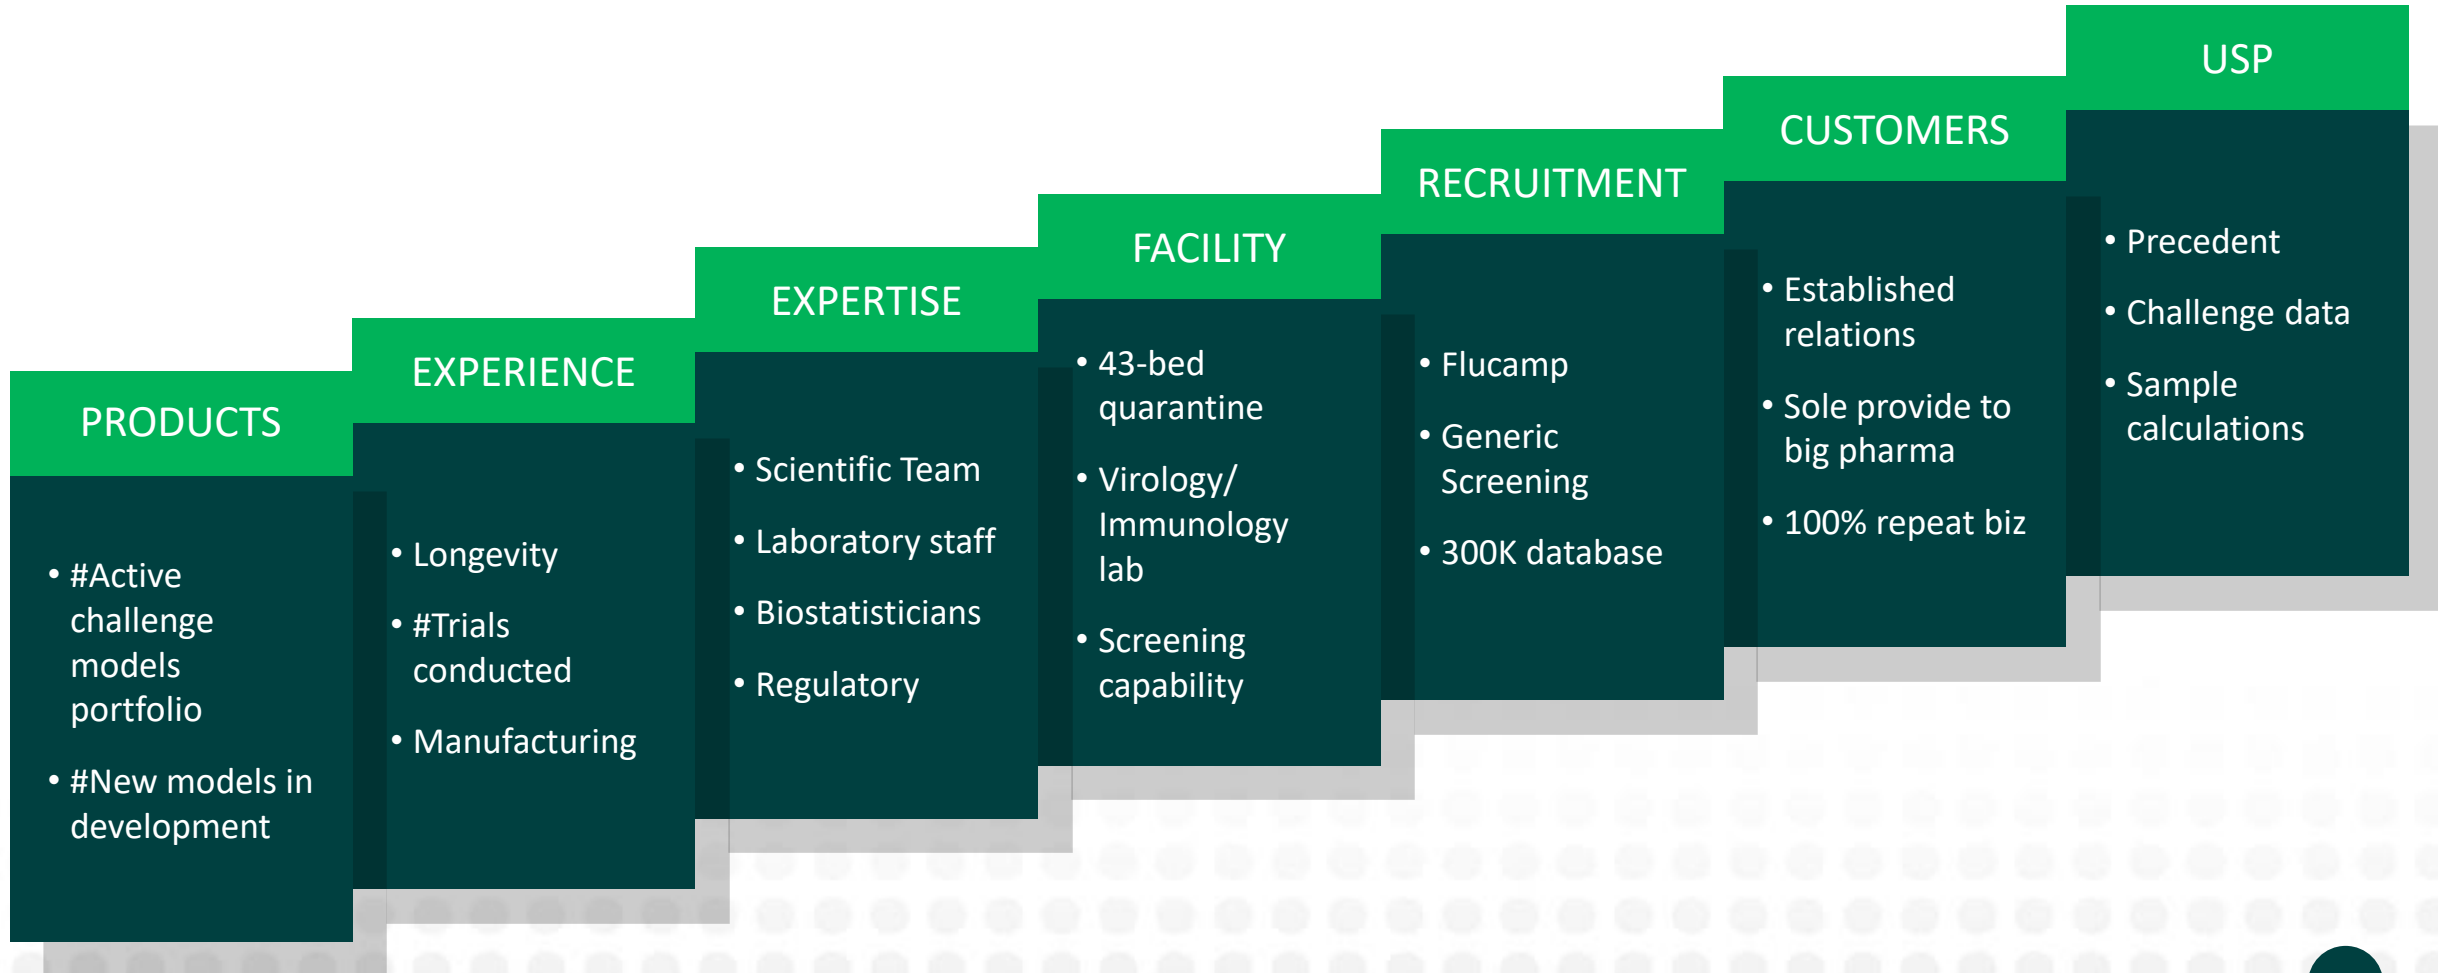 PRODUCTS
• #Active
challenge
models
portfolio
• #New models in
development
EXPERIENCE
• Longevity
• #Trials
conducted
• Manufacturing
EXPERTISE
• Scientific Team
• Laboratory staff
• Biostatisticians
• Regulatory
FACILITY
• 43-bed
quarantine
• Virology/
Immunology
lab
• Screening
capability
RECRUITMENT
• Flucamp
• Generic
Screening
• 300K database
CUSTOMERS
• Established
relations
• Sole provide to
big pharma
• 100% repeat biz
USP
• Precedent
• Challenge data
• Sample
calculations